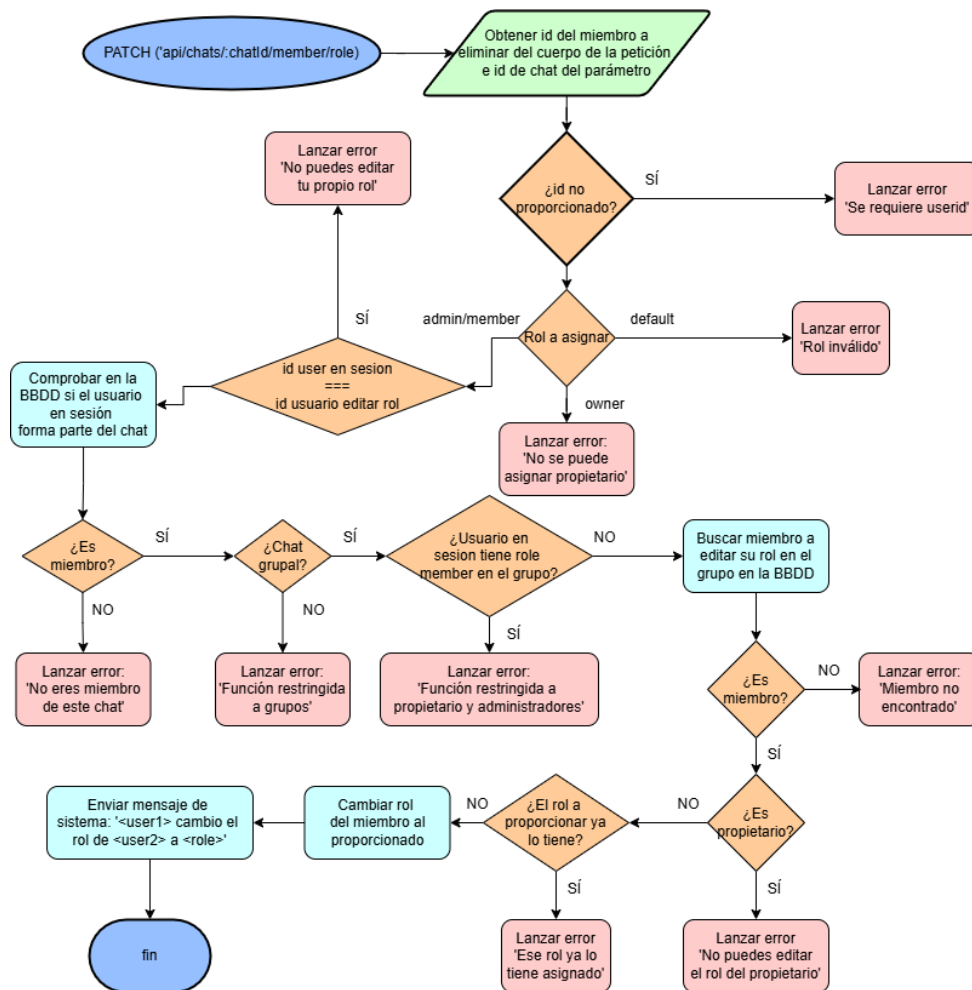 PATCH ('api/chats/:chatId/member/role)
Obtener id del miembro a
eliminar del cuerpo de la petición
e id de chat del parámetro
Lanzar error
'No puedes editar
tu propio rol'
¿id no
proporcionado?
SÍ
Lanzar error
'Se requiere userid'
SÍ
admin/member
Rol a asignar
default
Lanzar error
'Rol inválido'
Comprobar en la
BBDD si el usuario
en sesión
forma parte del chat
id user en sesion
===
id usuario editar rol
owner
Lanzar error:
'No se puede
asignar propietario'
¿Es
miembro?
SÍ
¿Chat
grupal?
SÍ
¿Usuario en
sesion tiene role
member en el grupo?
NO
Buscar miembro a
editar su rol en el
grupo en la BBDD
NO
NO
SÍ
Lanzar error:
'No eres miembro
de este chat'
Lanzar error:
'Función restringida
a grupos'
Lanzar error:
'Función restringida a
propietario y administradores'
¿Es
miembro?
NO
Lanzar error:
'Miembro no
encontrado'
SÍ
Enviar mensaje de
sistema: '<user1> cambio el
rol de <user2> a <role>'
Cambiar rol
del miembro al
proporcionado
NO
¿El rol a
proporcionar ya
lo tiene?
NO
¿Es
propietario?
SÍ
SÍ
fin
Lanzar error
'Ese rol ya lo
tiene asignado'
Lanzar error:
'No puedes editar
el rol del propietario'